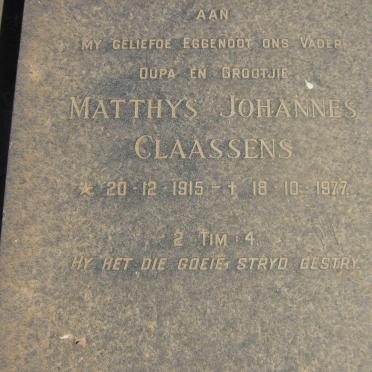 AAN
MY GELIEFDE EGGENOOT ONS VADER
OUPA EN GROOTJIE
MATTHYS JOHANNES
CLAASSENS
* 20-12-1915 - † 18-10-1977
2 TIM : 4
HY HET DIE GOEIE STRYD GESTRY